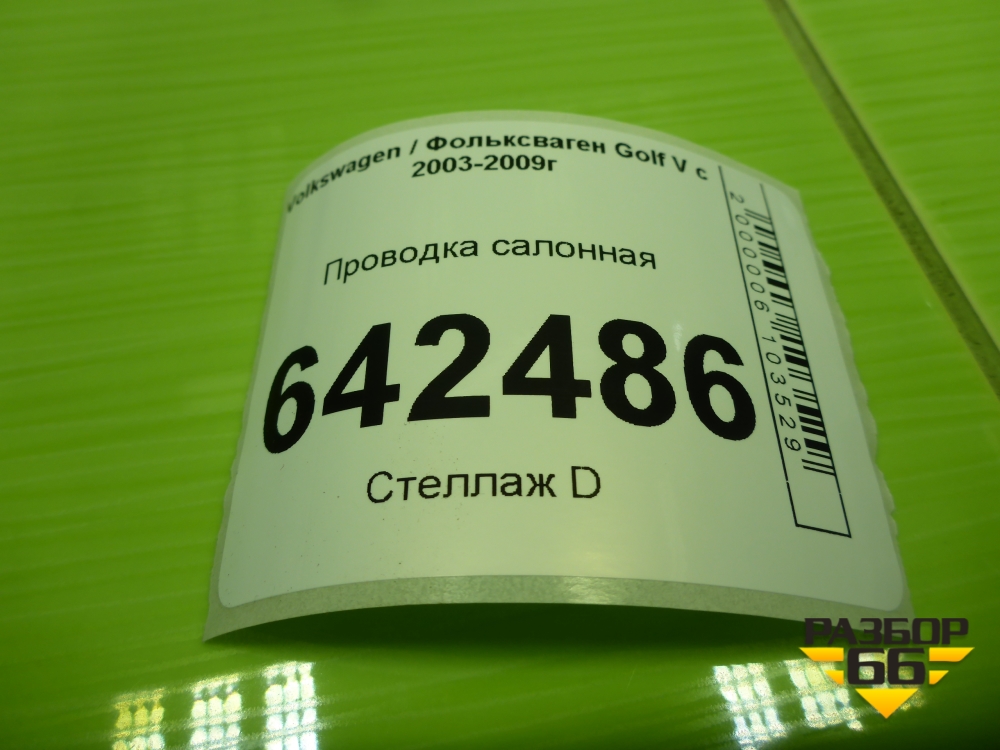 Volkswagen / Фольксваген Golf V с
2003-2009г
Проводка салонная
642486
Стеллаж D
2000006103529
РАЗБОР
66